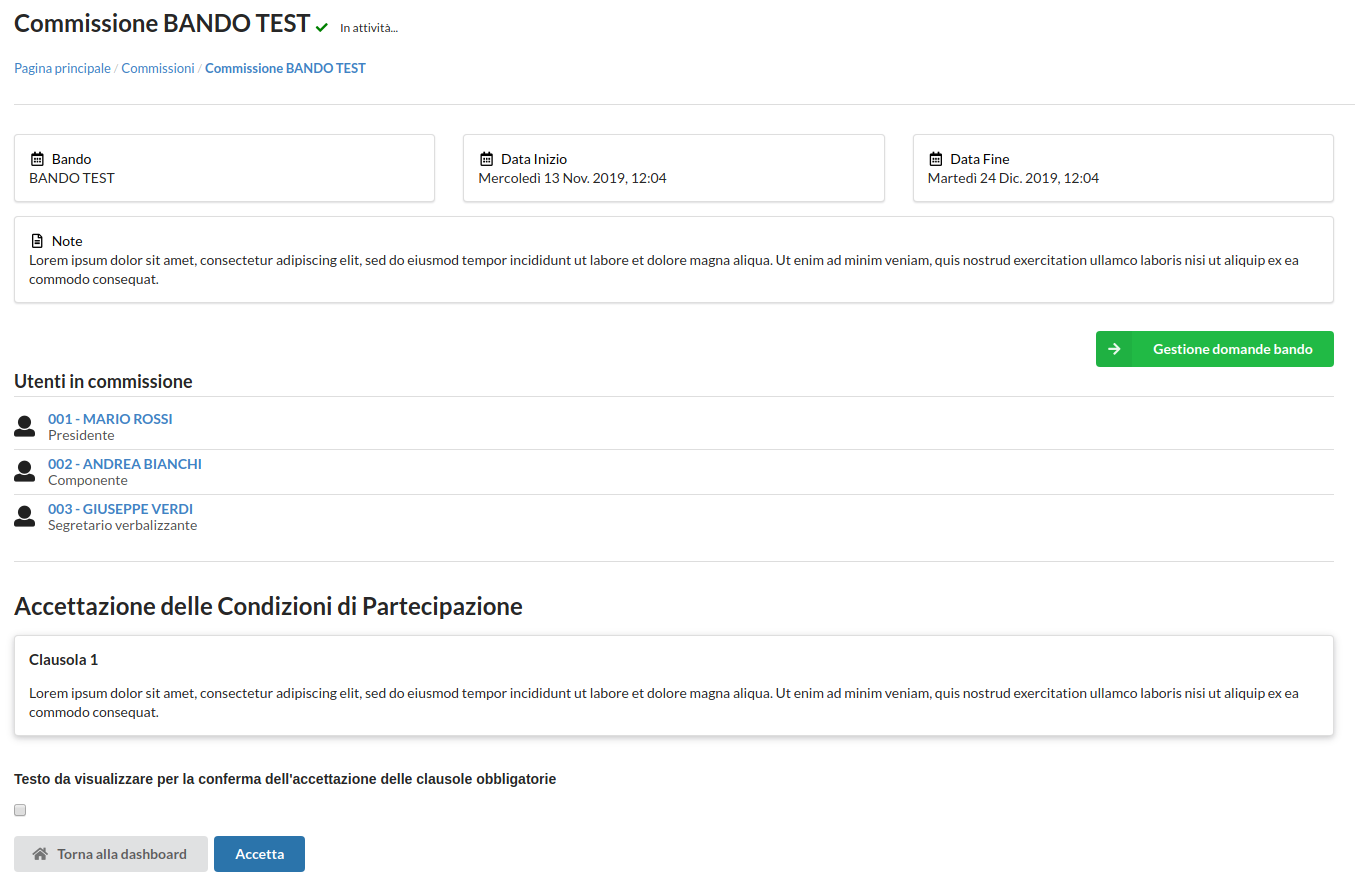 Commissione BANDO TEST In attività...
Pagina principale / Commissioni / Commissione BANDO TEST
Bando
BANDO TEST
Data Inizio
Mercoledì 13 Nov. 2019, 12:04
Data Fine
Martedì 24 Dic. 2019, 12:04
Note
Lorem ipsum dolor sit amet, consectetur adipiscing elit, sed do eiusmod tempor incididunt ut labore et dolore magna aliqua. Ut enim ad minim veniam, quis nostrud exercitation ullamco laboris nisi ut aliquip ex ea
commodo consequat.
Gestione domande bando
Utenti in commissione
001 - MARIO ROSSI
Presidente
002 - ANDREA BIANCHI
Componente
003 - GIUSEPPE VERDI
Segretario verbalizzante
Accettazione delle Condizioni di Partecipazione
Clausola 1
Lorem ipsum dolor sit amet, consectetur adipiscing elit, sed do eiusmod tempor incididunt ut labore et dolore magna aliqua. Ut enim ad minim veniam, quis nostrud exercitation ullamco laboris nisi ut aliquip ex ea
commodo consequat.
Testo da visualizzare per la conferma dell'accettazione delle clausole obbligatorie
Torna alla dashboard
Accetta